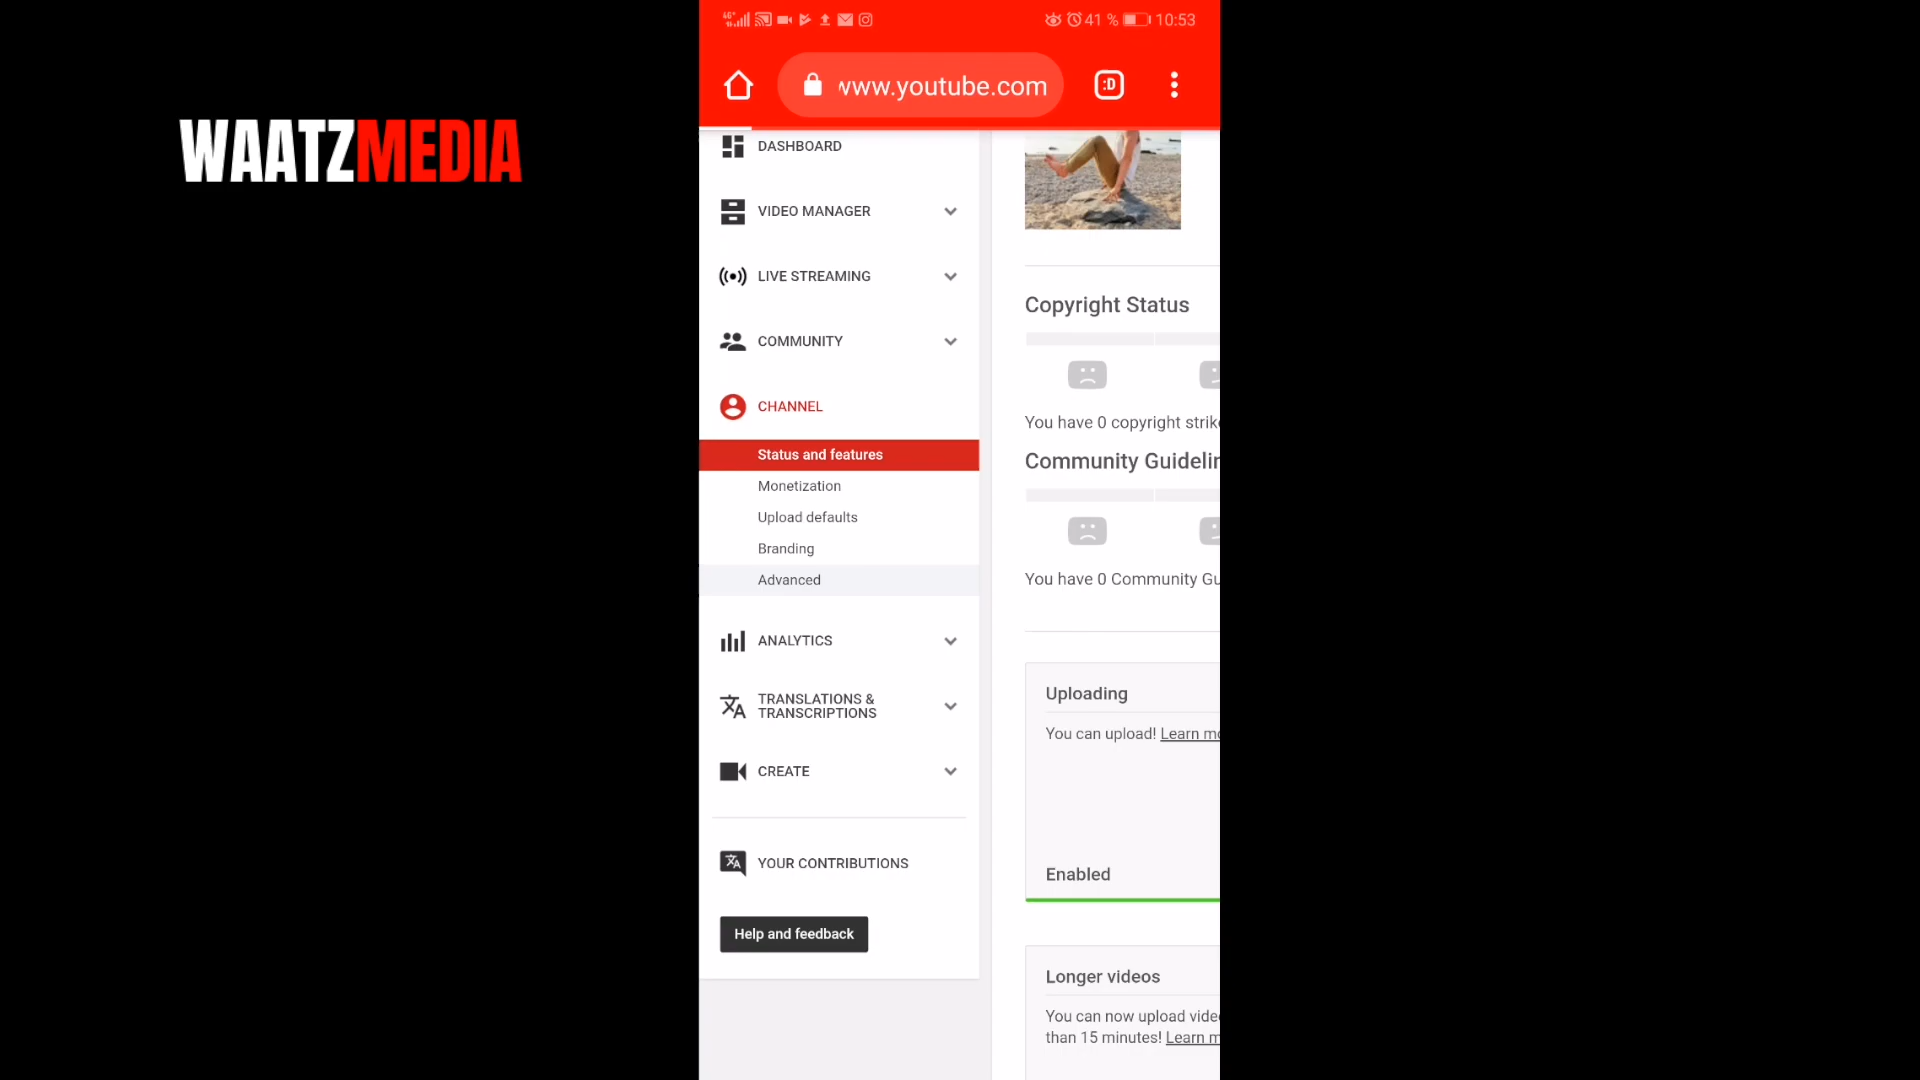 WAATZMEDIA
4G+ 41 % 10:53
www.youtube.com :D
DASHBOARD
VIDEO MANAGER
LIVE STREAMING
COMMUNITY
CHANNEL
Status and features
Monetization
Upload defaults
Branding
Advanced
ANALYTICS
TRANSLATIONS &
TRANSCRIPTIONS
CREATE
YOUR CONTRIBUTIONS
Help and feedback
Copyright Status
You have 0 copyright strik
Community Guidelin
You have 0 Community Gu
Uploading
You can upload! Learn mo
Enabled
Longer videos
You can now upload vide
than 15 minutes! Learn m